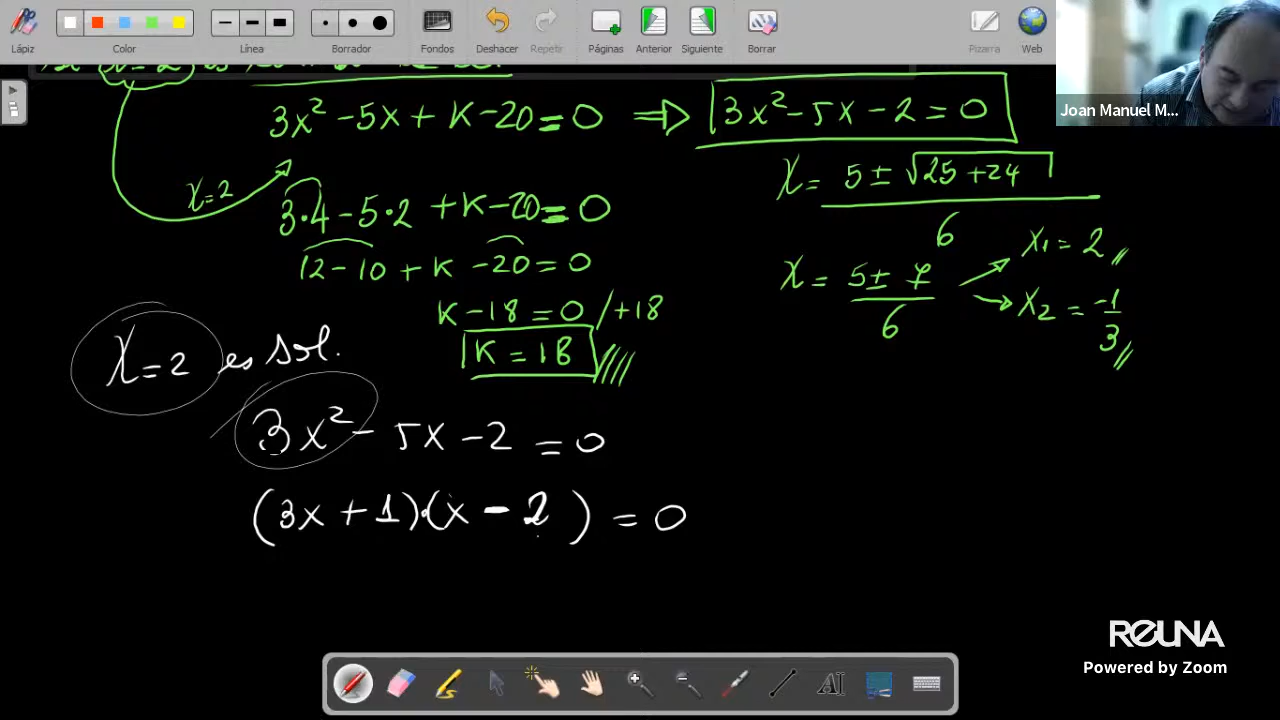 Lápiz Color Línea Borrador Fondos Deshacer Repetir Páginas Anterior Siguiente Borrar Pizarra Web
Joan Manuel M...
3x² - 5x + K - 20 = 0 ⇒ 3x² - 5x - 2 = 0
x = 2
3·4 - 5·2 + K - 20 = 0
12 - 10 + K - 20 = 0
K - 18 = 0 / +18
K = 18
x = 5 ± √25 + 24
6
x = 5 ± 7
6
x₁ = 2
x₂ = -1
3
x = 2 es sol.
3x² - 5x - 2 = 0
(3x + 1)·(x - 2) = 0
REUNA
Powered by Zoom
AI